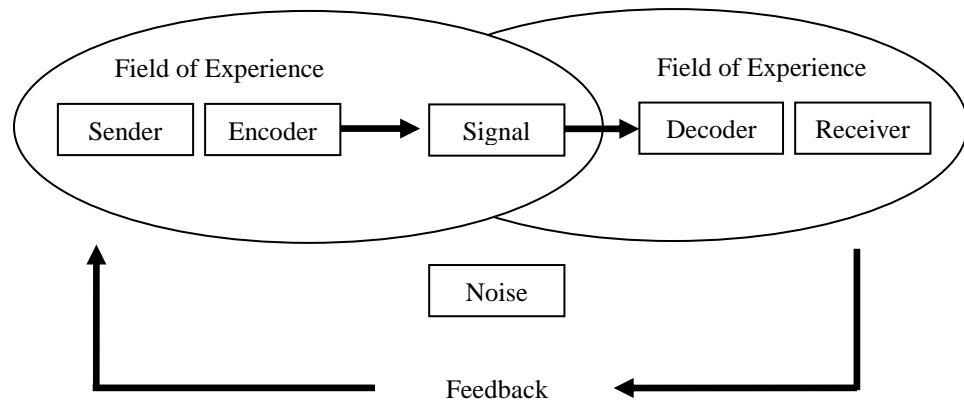 Field of Experience
Field of Experience
Sender
Encoder
Signal
Decoder
Receiver
Noise
Feedback